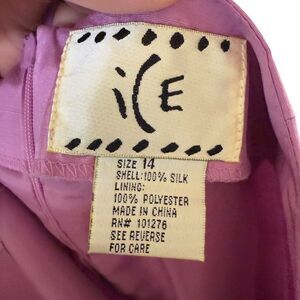 iCE
SIZE 14
SHELL:100% SILK
LINING:
100% POLYESTER
MADE IN CHINA
RN# 101276
SEE REVERSE
FOR CARE